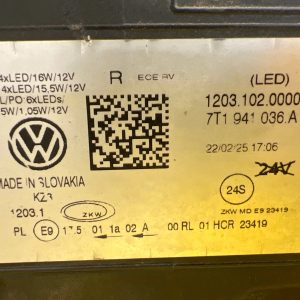 4xLED/16W/12V
4xLED/15,5W/12V
L/PO:6xLEDs/
5W/1,05W/12V
R ECE RV
(LED)
1203.102.0000
7T1 941 036.A
22/02/25 17:06
24V
24S
MADE IN SLOVAKIA
1203.1
ZKW
ZKW MD E9 23419
PL E9 01 1a 02 A 00 RL 01 HCR 23419